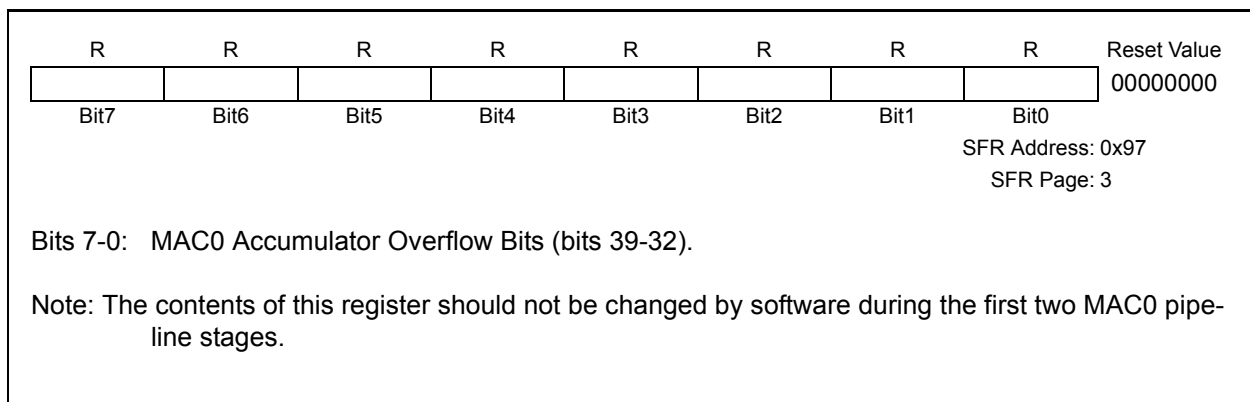 R R R R R R R R Reset Value
00000000
Bit7 Bit6 Bit5 Bit4 Bit3 Bit2 Bit1 Bit0
SFR Address: 0x97
SFR Page: 3
Bits 7-0: MAC0 Accumulator Overflow Bits (bits 39-32).
Note: The contents of this register should not be changed by software during the first two MAC0 pipe-
line stages.